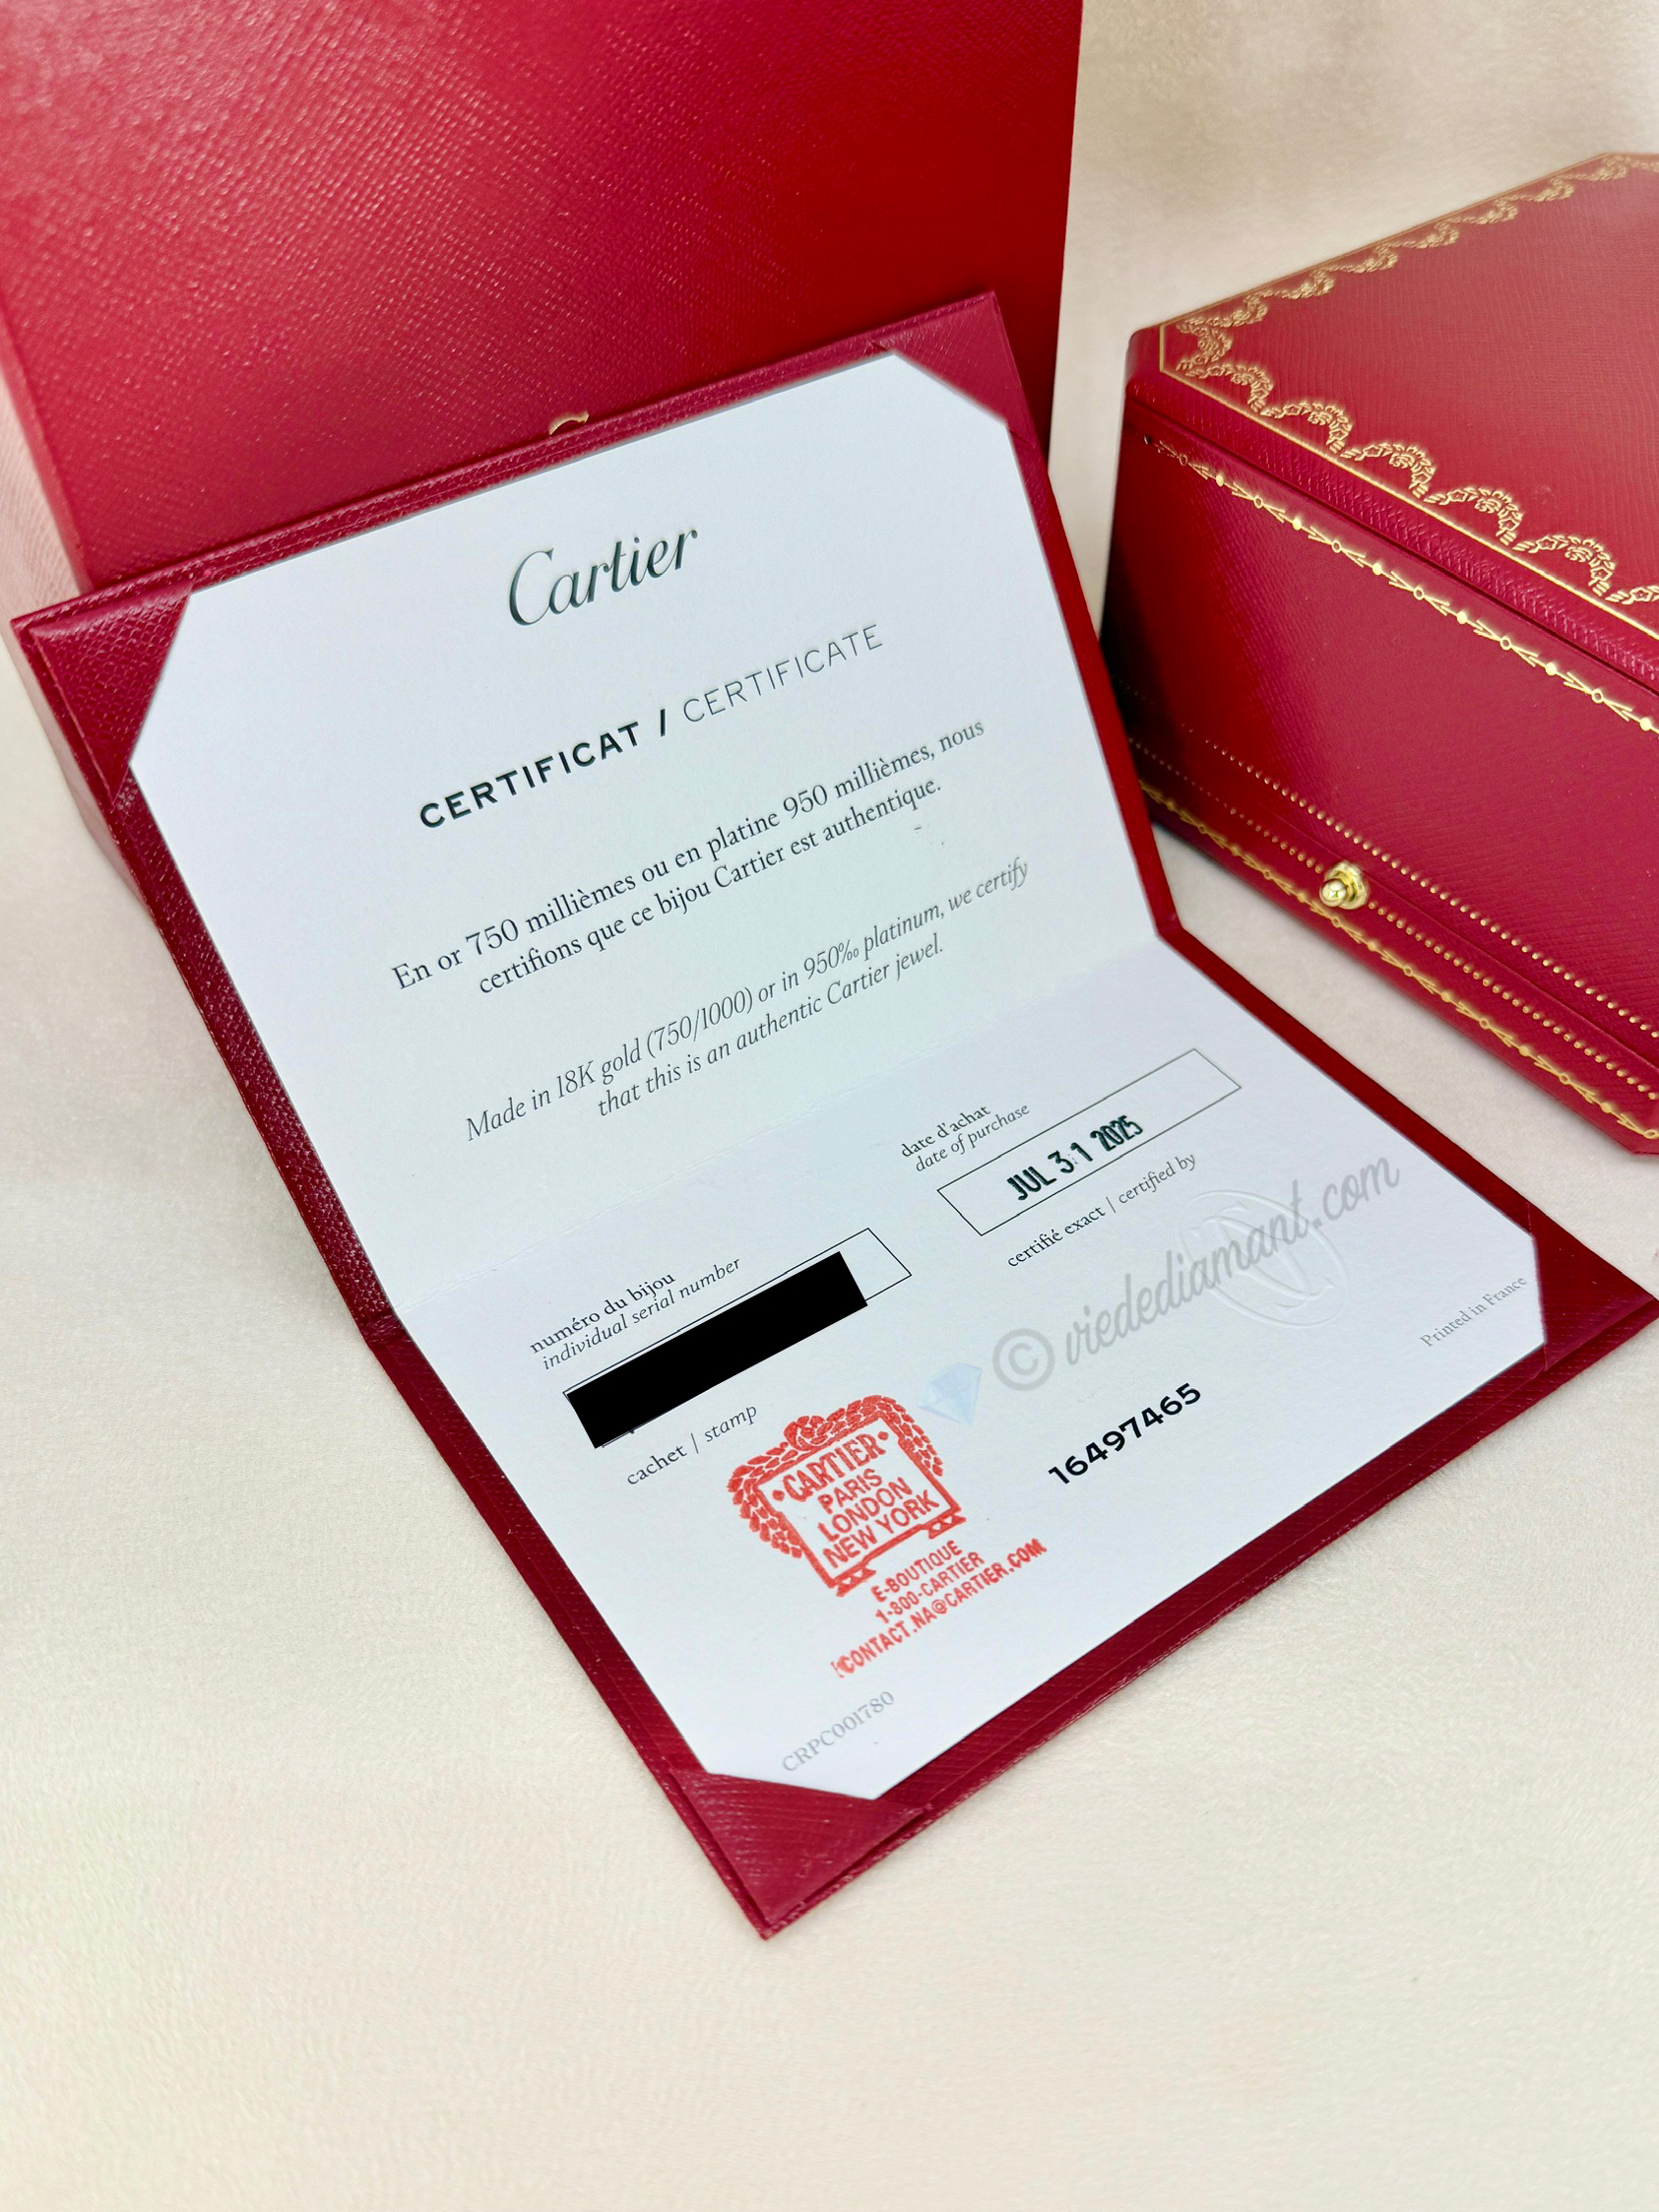 Cartier
CERTIFICAT / CERTIFICATE
En or 750 millièmes ou en platine 950 millièmes, nous
certifions que ce bijou Cartier est authentique.
Made in 18K gold (750/1000) or in 950‰ platinum, we certify
that this is an authentic Cartier jewel.
numéro du bijou
individual serial number
date d'achat
date of purchase
JUL 31 2025
certifié exact | certified by
© viedediamant.com
cachet | stamp
CARTIER
PARIS
LONDON
NEW YORK
E-BOUTIQUE
1-800-CARTIER
CONTACT.NA@CARTIER.COM
16497465
CRPC001780
Printed in France